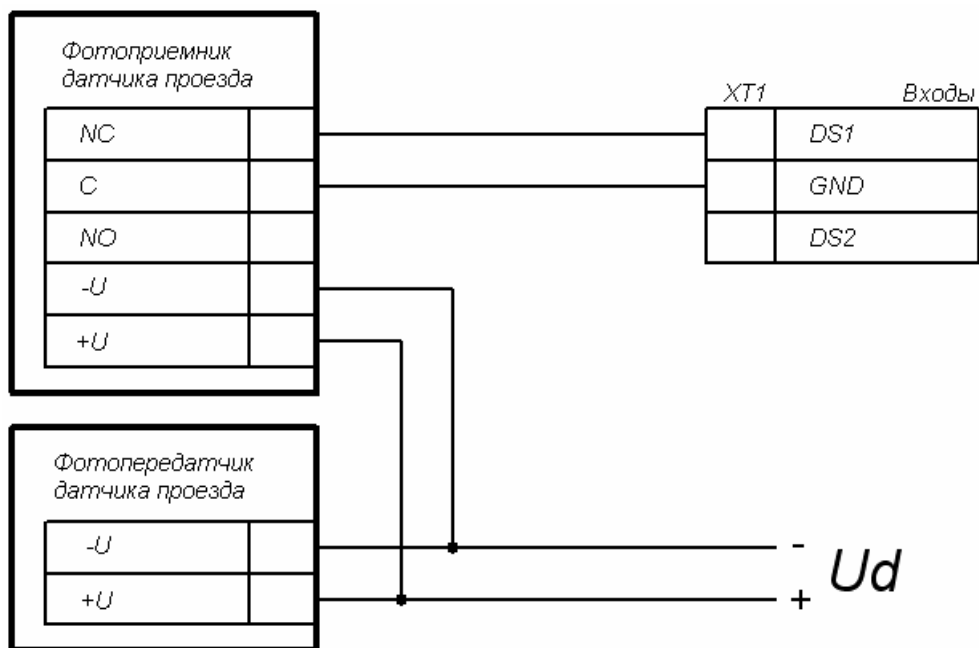 Фотоприемник
датчика проезда
NC
C
NO
-U
+U
XT1 Входы
DS1
GND
DS2
Фотопередатчик
датчика проезда
-U
+U
-
+
Ud